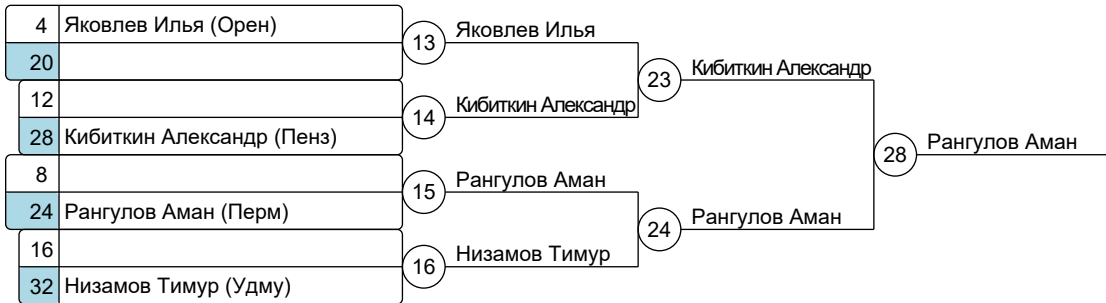 4 Яковлев Илья (Орен)
13 Яковлев Илья
20
23 Кибиткин Александр
12
14 Кибиткин Александр
28 Кибиткин Александр (Пенз)
28 Рангулов Аман
8
15 Рангулов Аман
24 Рангулов Аман (Перм)
24 Рангулов Аман
16
16 Низамов Тимур
32 Низамов Тимур (Удму)